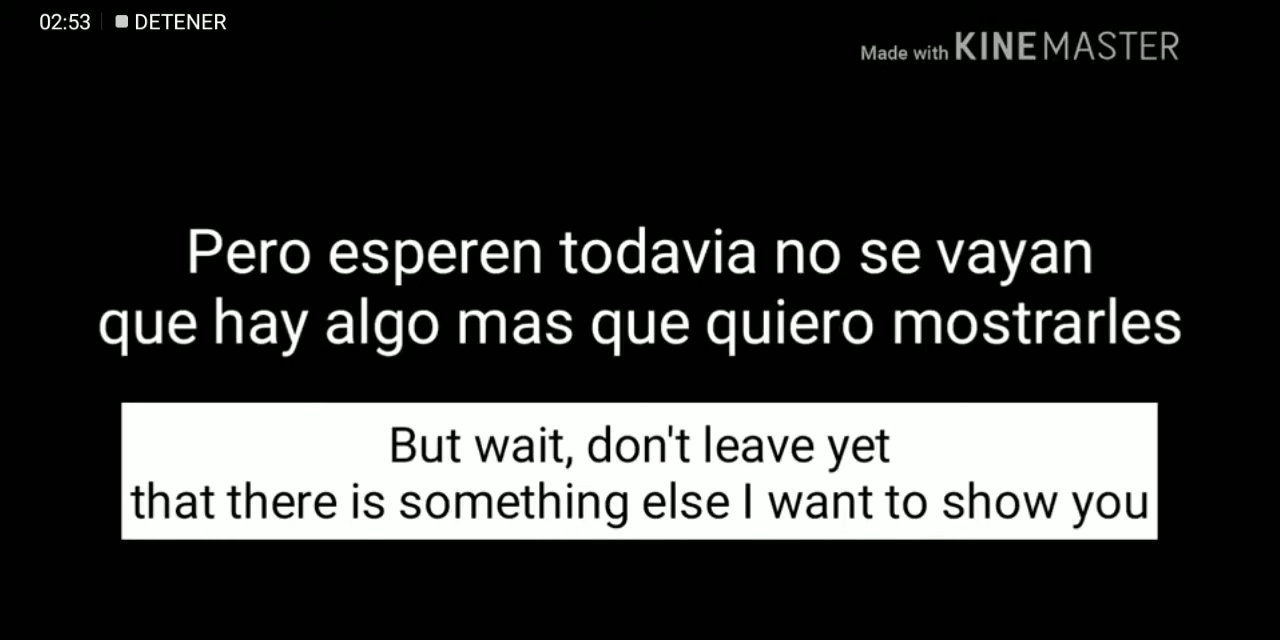 02:53 DETENER
Made with KINEMASTER
Pero esperen todavia no se vayan
que hay algo mas que quiero mostrarles
But wait, don't leave yet
that there is something else I want to show you